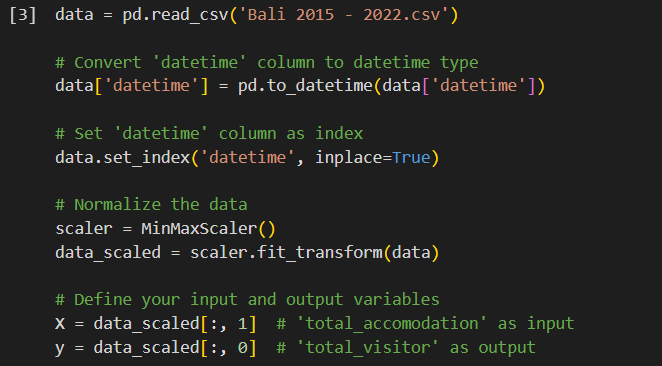 [3] data = pd.read_csv('Bali 2015 - 2022.csv')
# Convert 'datetime' column to datetime type
data['datetime'] = pd.to_datetime(data['datetime'])
# Set 'datetime' column as index
data.set_index('datetime', inplace=True)
# Normalize the data
scaler = MinMaxScaler()
data_scaled = scaler.fit_transform(data)
# Define your input and output variables
X = data_scaled[:, 1]  # 'total_accomodation' as input
y = data_scaled[:, 0]  # 'total_visitor' as output